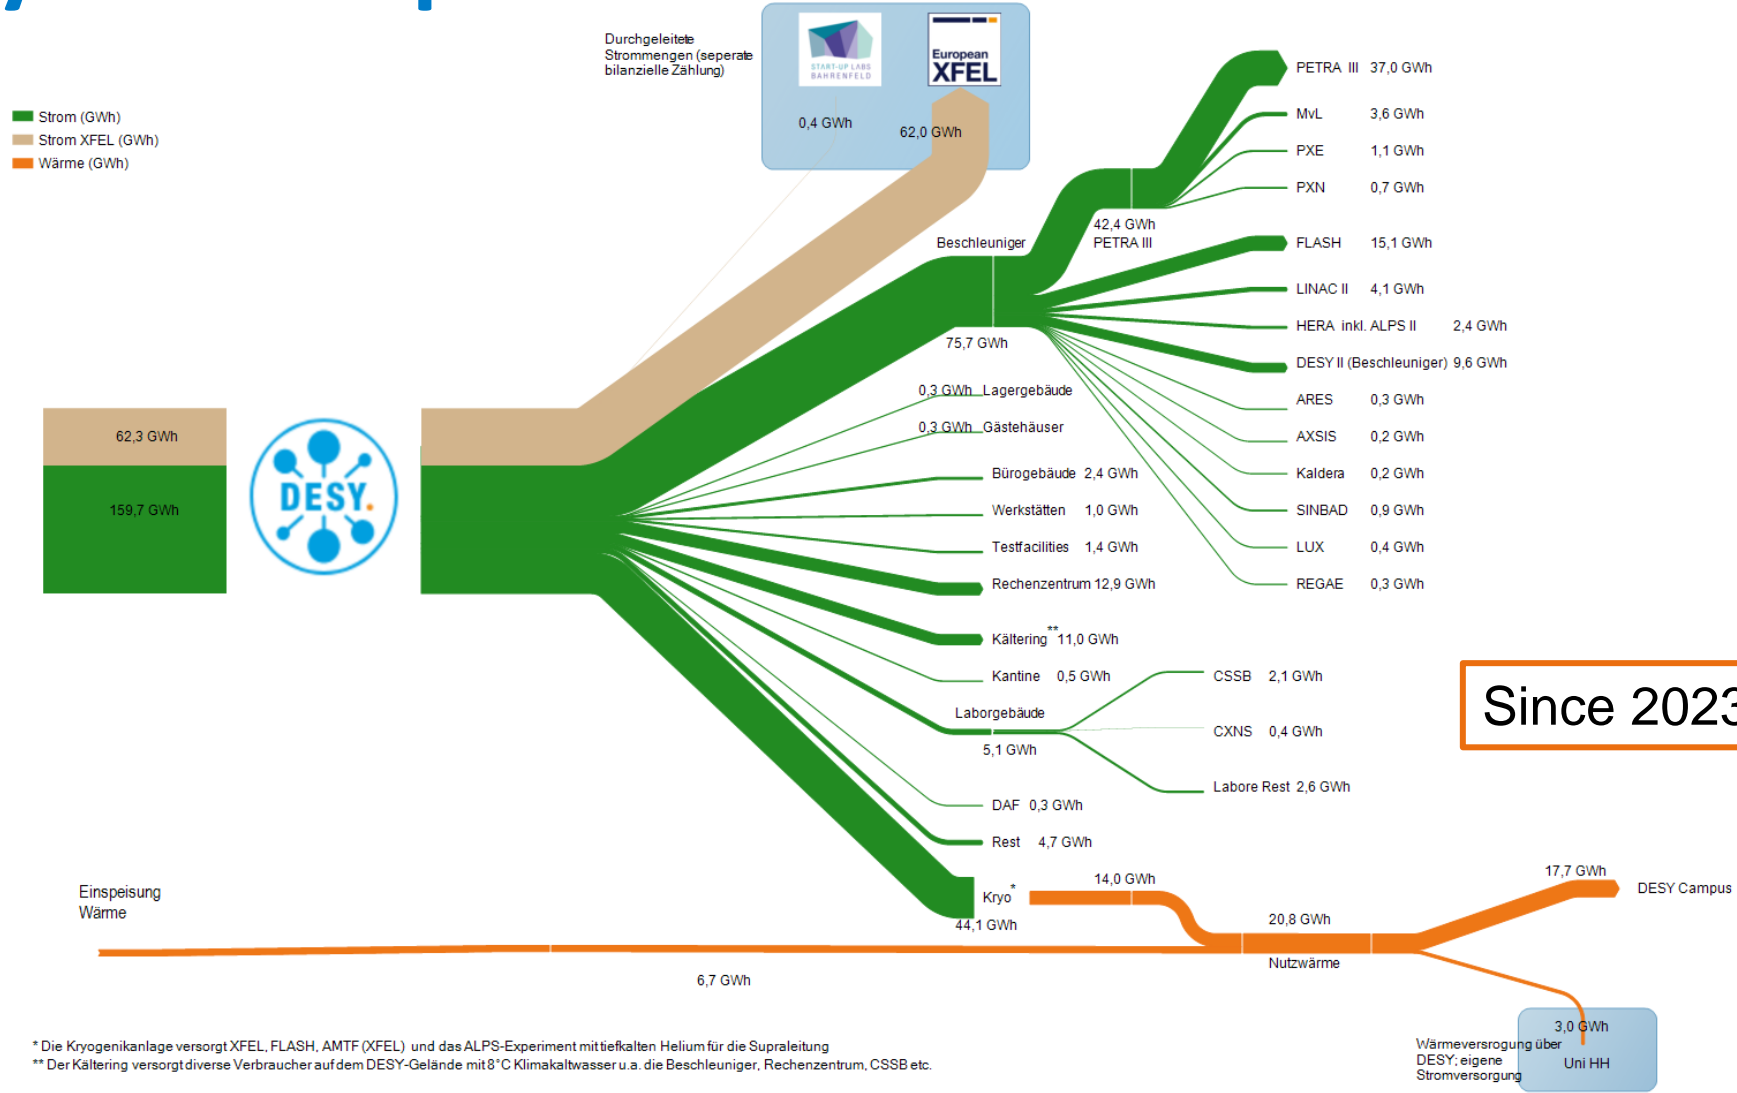 Durchgeleitete
Strommengen (seperate
bilanzielle Zählung)
START-UP LABS
BAHRENFELD
European
XFEL
0,4 GWh
62,0 GWh
Strom (GWh)
Strom XFEL (GWh)
Wärme (GWh)
PETRA III 37,0 GWh
MvL 3,6 GWh
PXE 1,1 GWh
PXN 0,7 GWh
42,4 GWh
PETRA III
Beschleuniger
75,7 GWh
FLASH 15,1 GWh
LINAC II 4,1 GWh
HERA inkl. ALPS II 2,4 GWh
DESY II (Beschleuniger) 9,6 GWh
ARES 0,3 GWh
AXSIS 0,2 GWh
Kaldera 0,2 GWh
SINBAD 0,9 GWh
LUX 0,4 GWh
REGAE 0,3 GWh
62,3 GWh
159,7 GWh
DESY.
0,3 GWh Lagergebäude
0,3 GWh Gästehäuser
Bürogebäude 2,4 GWh
Werkstätten 1,0 GWh
Testfacilities 1,4 GWh
Rechenzentrum 12,9 GWh
Kältering** 11,0 GWh
Kantine 0,5 GWh
Laborgebäude
5,1 GWh
CSSB 2,1 GWh
CXNS 0,4 GWh
Labore Rest 2,6 GWh
Since 2023
DAF 0,3 GWh
Rest 4,7 GWh
Kryo*
44,1 GWh
14,0 GWh
20,8 GWh
Nutzwärme
17,7 GWh
DESY Campus
Einspeisung
Wärme
6,7 GWh
3,0 GWh
Uni HH
Wärmeversrogung über
DESY; eigene
Stromversorgung
* Die Kryogenikanlage versorgt XFEL, FLASH, AMTF (XFEL) und das ALPS-Experiment mit tiefkalten Helium für die Supraleitung
** Der Kältering versorgt diverse Verbraucher auf dem DESY-Gelände mit 8°C Klimakaltwasser u.a. die Beschleuniger, Rechenzentrum, CSSB etc.